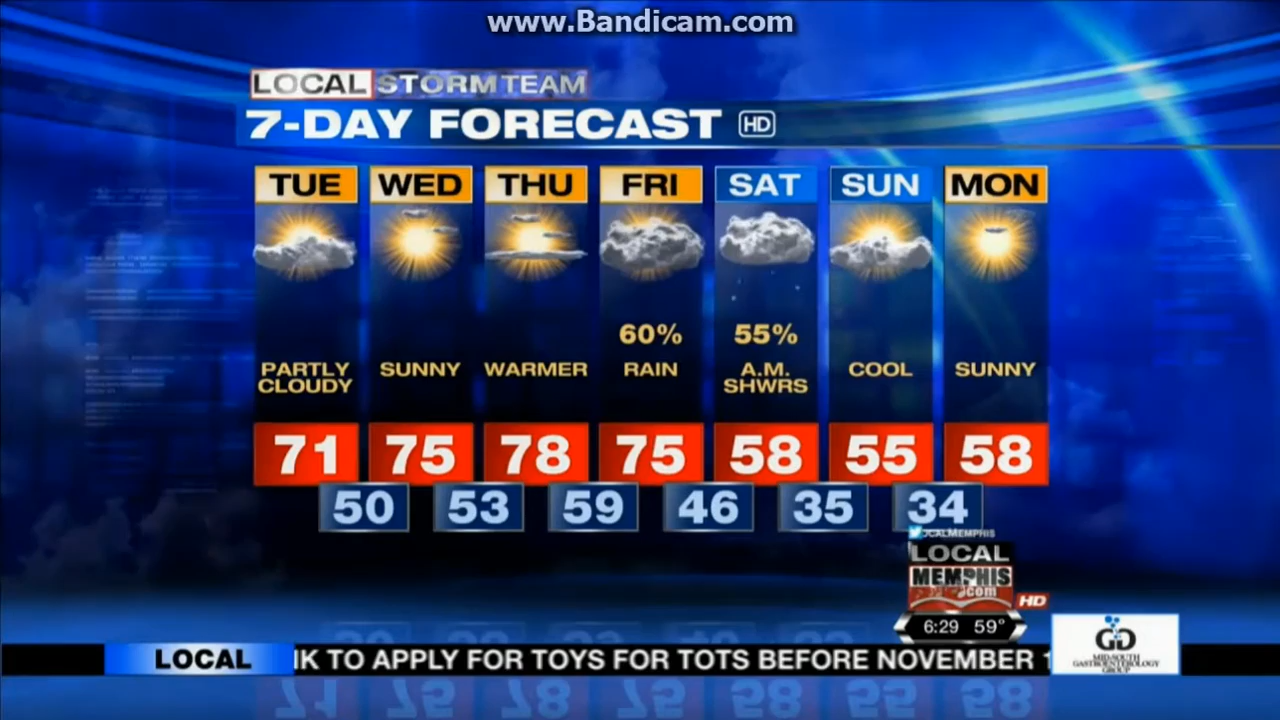 www.Bandicam.com
LOCAL STORM TEAM
7-DAY FORECAST HD
TUE WED THU FRI SAT SUN MON
60% 55%
PARTLY CLOUDY SUNNY WARMER RAIN A.M. SHWRS COOL SUNNY
71 75 78 75 58 55 58
50 53 59 46 35 34
LOCALMEMPHIS
LOCAL
MEMPHIS
.com
HD
6:29 59°
LOCAL
NK TO APPLY FOR TOYS FOR TOTS BEFORE NOVEMBER 1
GD
MID-SOUTH
GASTROENTEROLOGY
GROUP